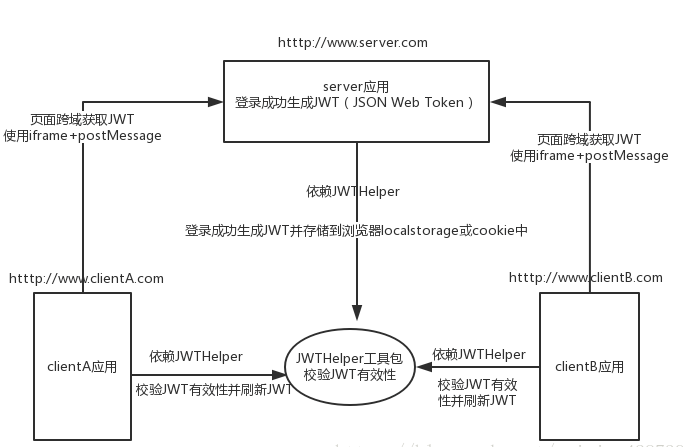 htttp://www.server.com
server应用
登录成功生成JWT（JSON Web Token）
页面跨域获取JWT
使用iframe+postMessage
页面跨域获取JWT
使用iframe+postMessage
依赖JWTHelper
登录成功生成JWT并存储到浏览器localstorage或cookie中
htttp://www.clientA.com
htttp://www.clientB.com
clientA应用
依赖JWTHelper
校验JWT有效性并刷新JWT
JWTHelper工具包
校验JWT有效性
依赖JWTHelper
校验JWT有效
性并刷新JWT
clientB应用